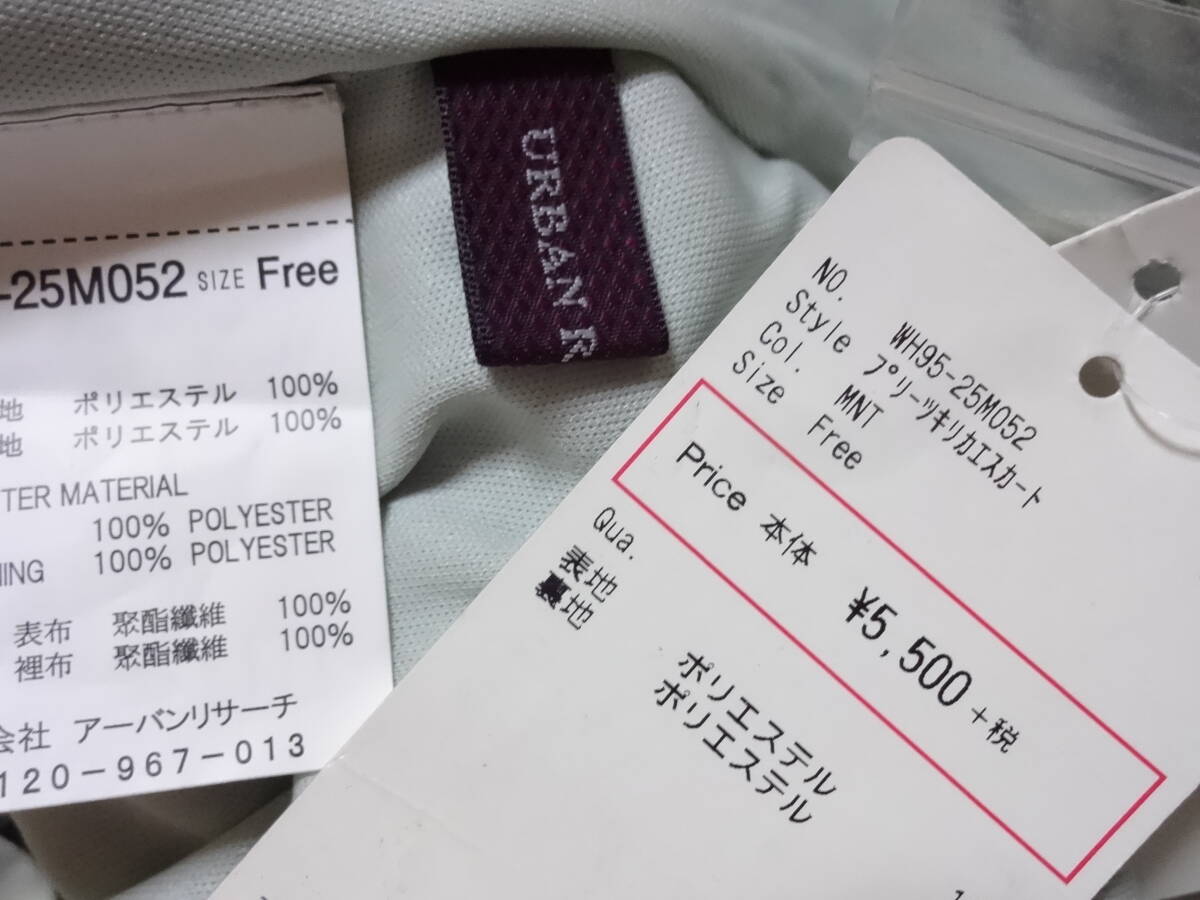 -25M052 SIZE Free
地 ポリエステル 100%
地 ポリエステル 100%
TER MATERIAL
100% POLYESTER
NING 100% POLYESTER
表布 聚酯纖維 100%
裡布 聚酯纖維 100%
会社 アーバンリサーチ
120-967-013
URBAN R
NO. WH95-25M052
Style プリーツキリカエスカート
Col. MNT
Size Free
Price 本体 ¥5,500+税
Qua.
表地 ポリエステル
裏地 ポリエステル